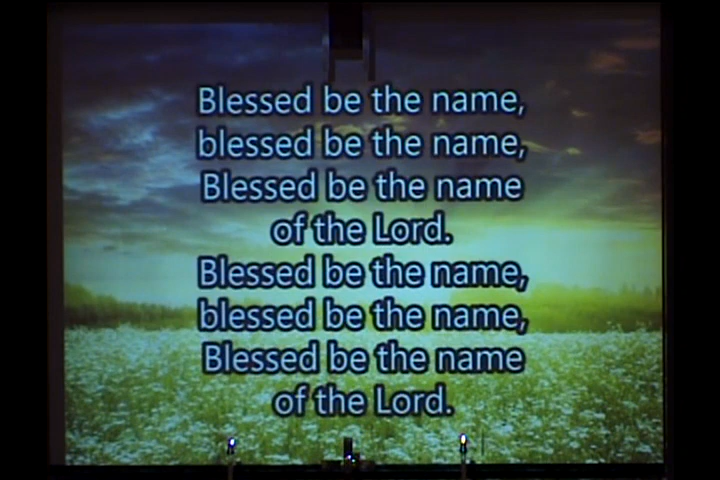 Blessed be the name,
blessed be the name,
Blessed be the name
of the Lord.
Blessed be the name,
blessed be the name,
Blessed be the name
of the Lord.